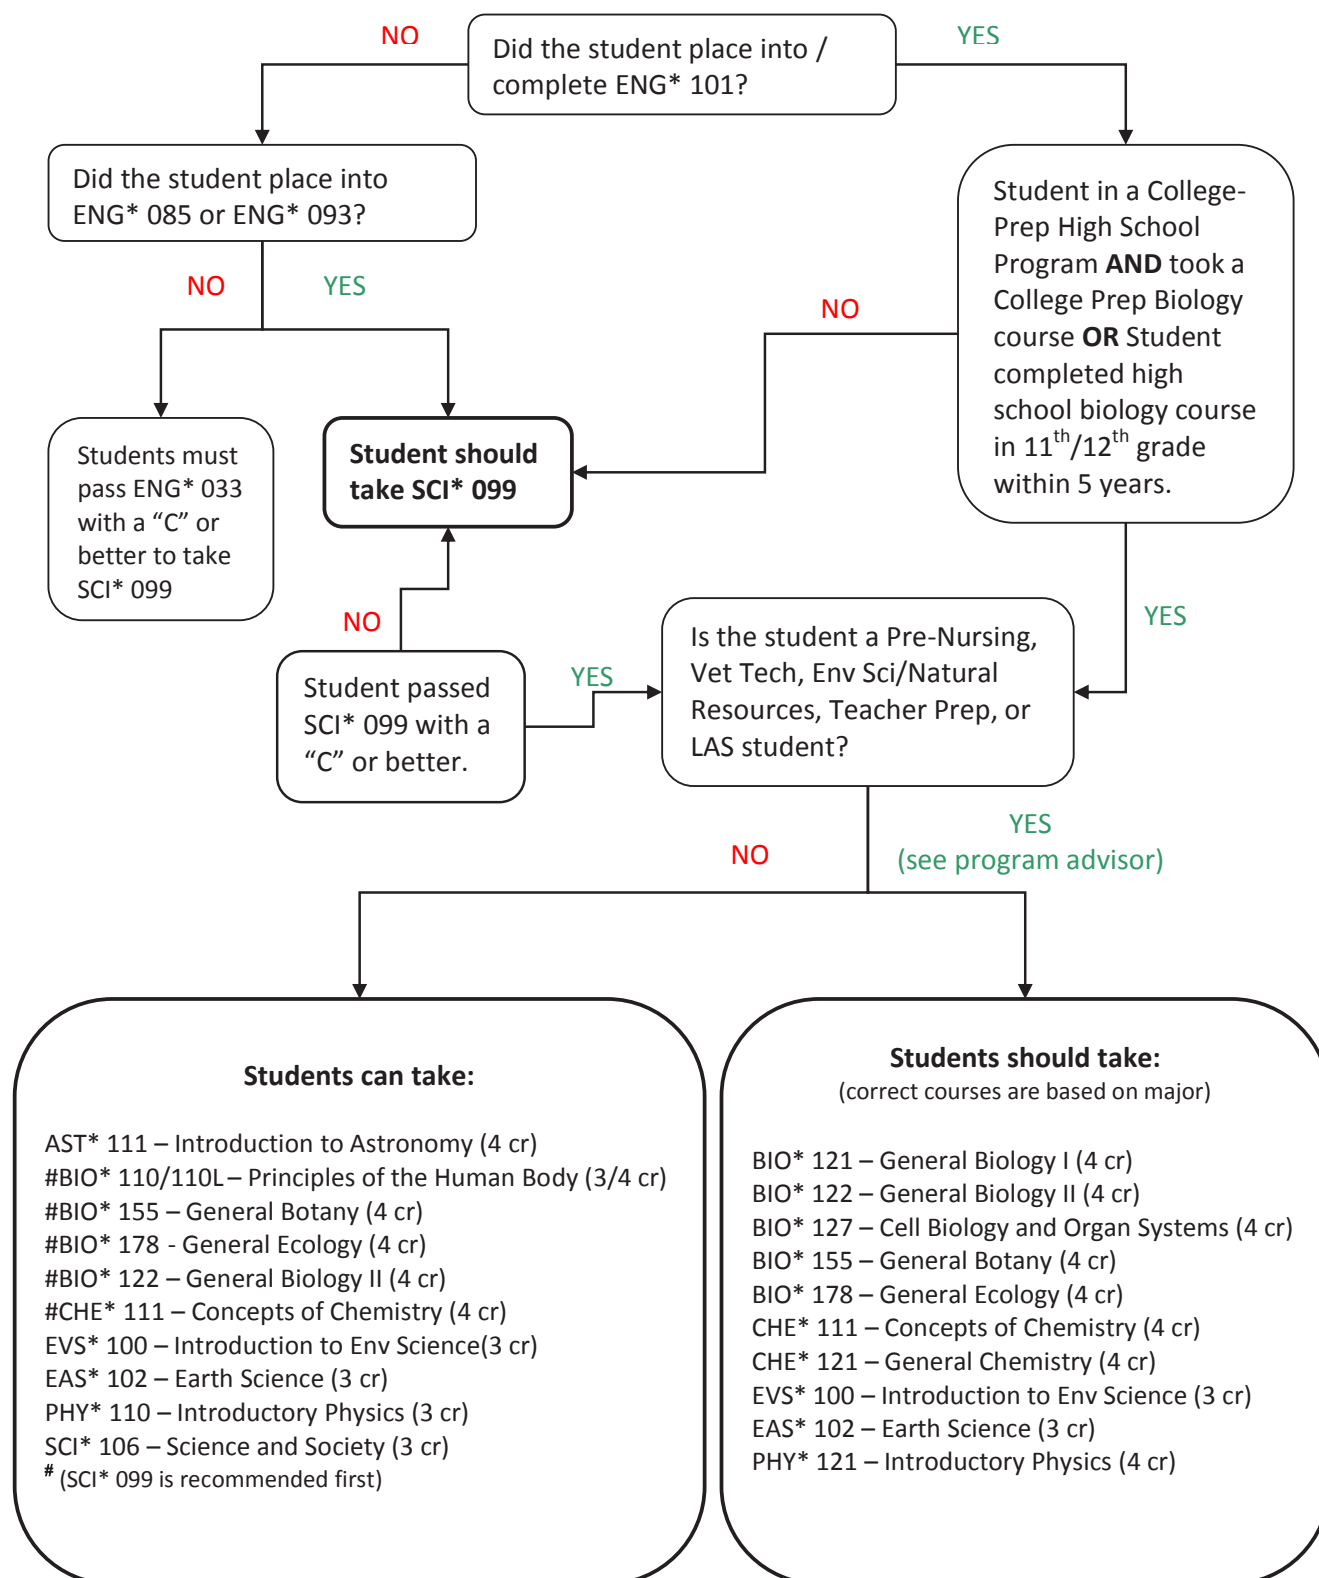 NO
YES
Did the student place into /
complete ENG* 101?
Did the student place into
ENG* 085 or ENG* 093?
Student in a College-
Prep High School
Program AND took a
College Prep Biology
course OR Student
completed high
school biology course
in 11th/12th grade
within 5 years.
NO
YES
NO
Students must
pass ENG* 033
with a “C” or
better to take
SCI* 099
Student should
take SCI* 099
NO
YES
YES
Student passed
SCI* 099 with a
“C” or better.
Is the student a Pre-Nursing,
Vet Tech, Env Sci/Natural
Resources, Teacher Prep, or
LAS student?
NO
YES
(see program advisor)
Students can take:
AST* 111 – Introduction to Astronomy (4 cr)
#BIO* 110/110L – Principles of the Human Body (3/4 cr)
#BIO* 155 – General Botany (4 cr)
#BIO* 178 - General Ecology (4 cr)
#BIO* 122 – General Biology II (4 cr)
#CHE* 111 – Concepts of Chemistry (4 cr)
EVS* 100 – Introduction to Env Science(3 cr)
EAS* 102 – Earth Science (3 cr)
PHY* 110 – Introductory Physics (3 cr)
SCI* 106 – Science and Society (3 cr)
# (SCI* 099 is recommended first)
Students should take:
(correct courses are based on major)
BIO* 121 – General Biology I (4 cr)
BIO* 122 – General Biology II (4 cr)
BIO* 127 – Cell Biology and Organ Systems (4 cr)
BIO* 155 – General Botany (4 cr)
BIO* 178 – General Ecology (4 cr)
CHE* 111 – Concepts of Chemistry (4 cr)
CHE* 121 – General Chemistry (4 cr)
EVS* 100 – Introduction to Env Science (3 cr)
EAS* 102 – Earth Science (3 cr)
PHY* 121 – Introductory Physics (4 cr)